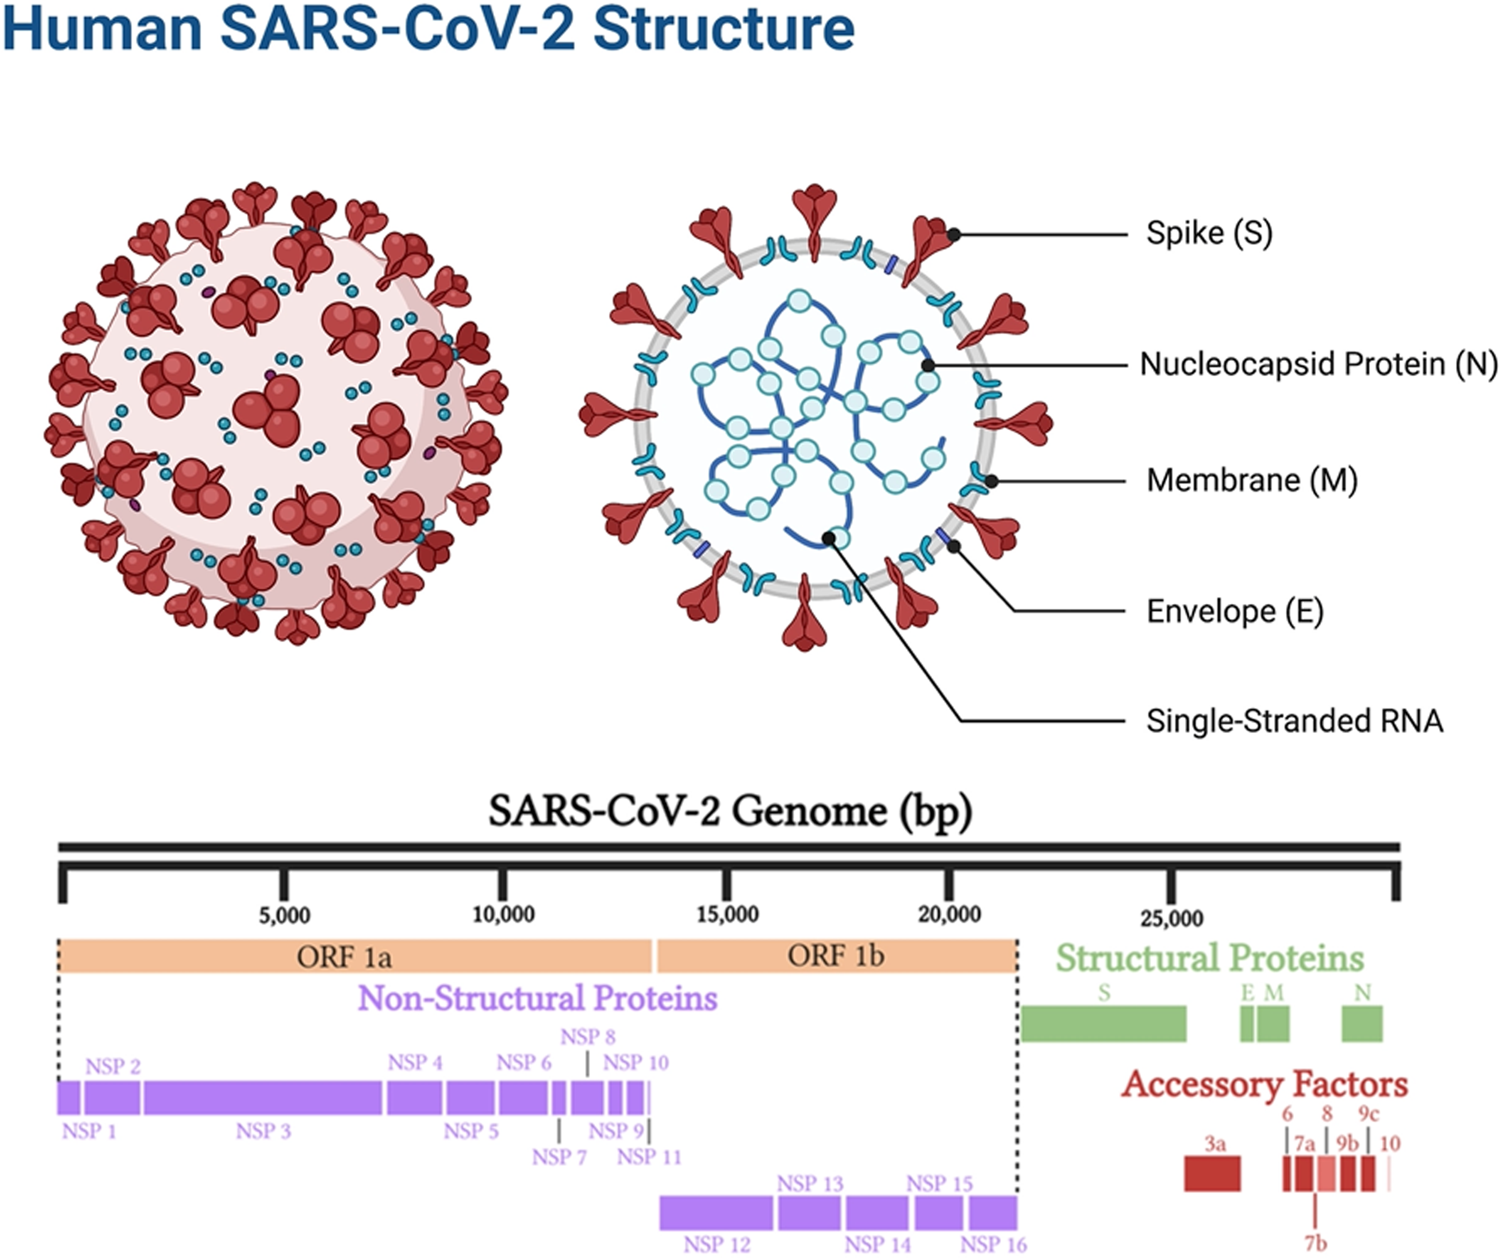 Human SARS-CoV-2 Structure
Spike (S)
Nucleocapsid Protein (N)
Membrane (M)
Envelope (E)
Single-Stranded RNA
SARS-CoV-2 Genome (bp)
5,000 10,000 15,000 20,000 25,000
ORF 1a ORF 1b
Structural Proteins
S E M N
Non-Structural Proteins
NSP 8
NSP 2 NSP 4 NSP 6 NSP 10
NSP 1 NSP 3 NSP 5 NSP 9
NSP 7 NSP 11
Accessory Factors
6 8 9c
3a 7a 9b 10
7b
NSP 13 NSP 15
NSP 12 NSP 14 NSP 16